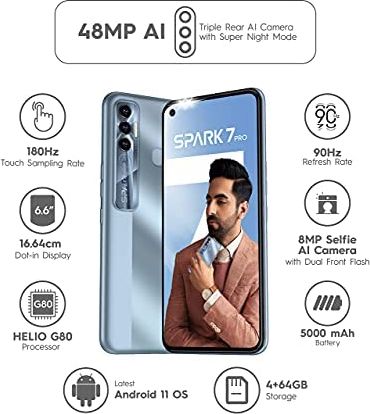 48MP AI
Triple Rear AI Camera
with Super Night Mode
180Hz
Touch Sampling Rate
90Hz
Refresh Rate
90
SPARK 7 PRO
SPARK
6.6"
16.64cm
Dot-in Display
8MP Selfie
AI Camera
with Dual Front Flash
G80
HELIO G80
Processor
5000 mAh
Battery
Latest
Android 11 OS
4+64GB
Storage